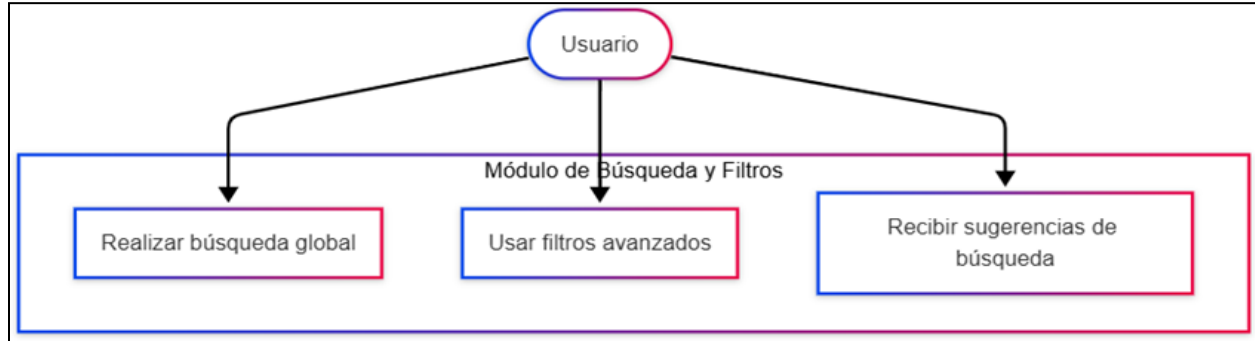 Usuario
Módulo de Búsqueda y Filtros
Realizar búsqueda global
Usar filtros avanzados
Recibir sugerencias de
búsqueda